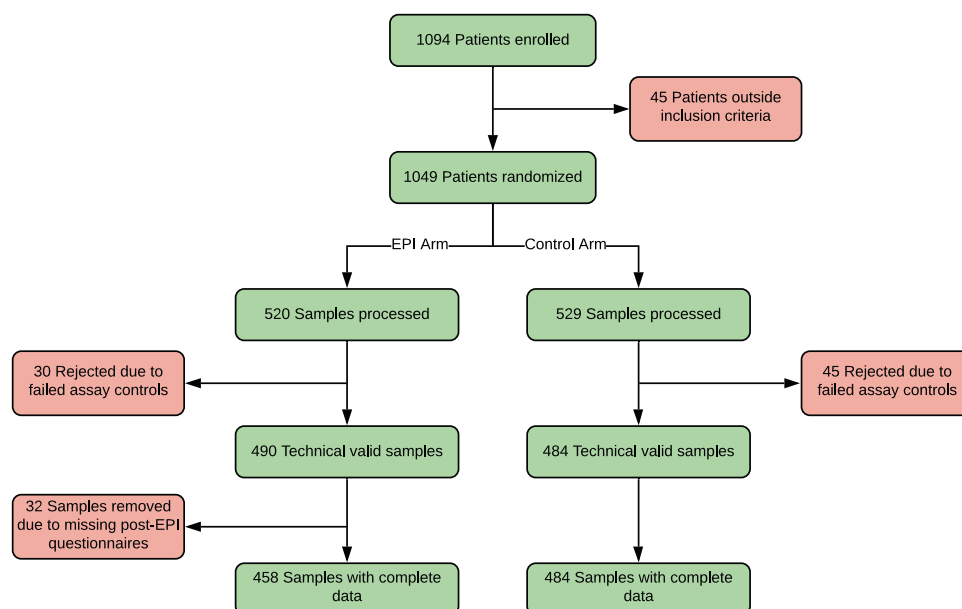 1094 Patients enrolled
45 Patients outside
inclusion criteria
1049 Patients randomized
EPI Arm
Control Arm
520 Samples processed
529 Samples processed
30 Rejected due to
failed assay controls
45 Rejected due to
failed assay controls
490 Technical valid samples
484 Technical valid samples
32 Samples removed
due to missing post-EPI
questionnaires
458 Samples with complete
data
484 Samples with complete
data